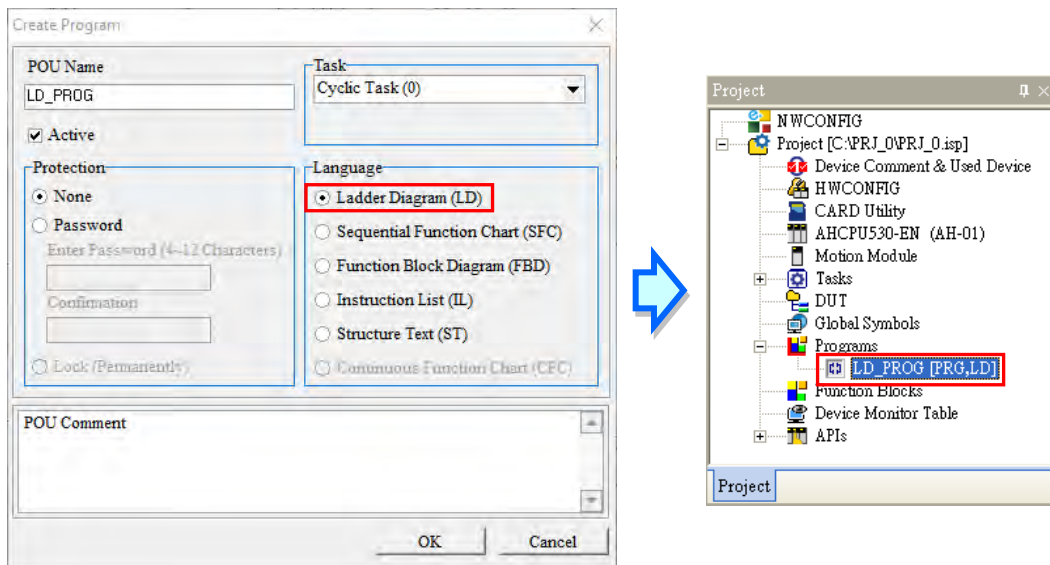 Create Program
POU Name
LD_PROG
Active
Task
Cyclic Task (0)
Protection
None
Password
Enter Password (4~12 Characters)
Confirmation
Lock (Permanently)
Language
Ladder Diagram (LD)
Sequential Function Chart (SFC)
Function Block Diagram (FBD)
Instruction List (IL)
Structure Text (ST)
Continuous Function Chart (CFC)
POU Comment
OK
Cancel
Project
NWCONFIG
Project [C:\PRJ_0\PRJ_0.isp]
Device Comment & Used Device
HWCONFIG
CARD Utility
AHCPU530-EN (AH-01)
Motion Module
Tasks
DUT
Global Symbols
Programs
LD_PROG [PRG,LD]
Function Blocks
Device Monitor Table
APIs
Project